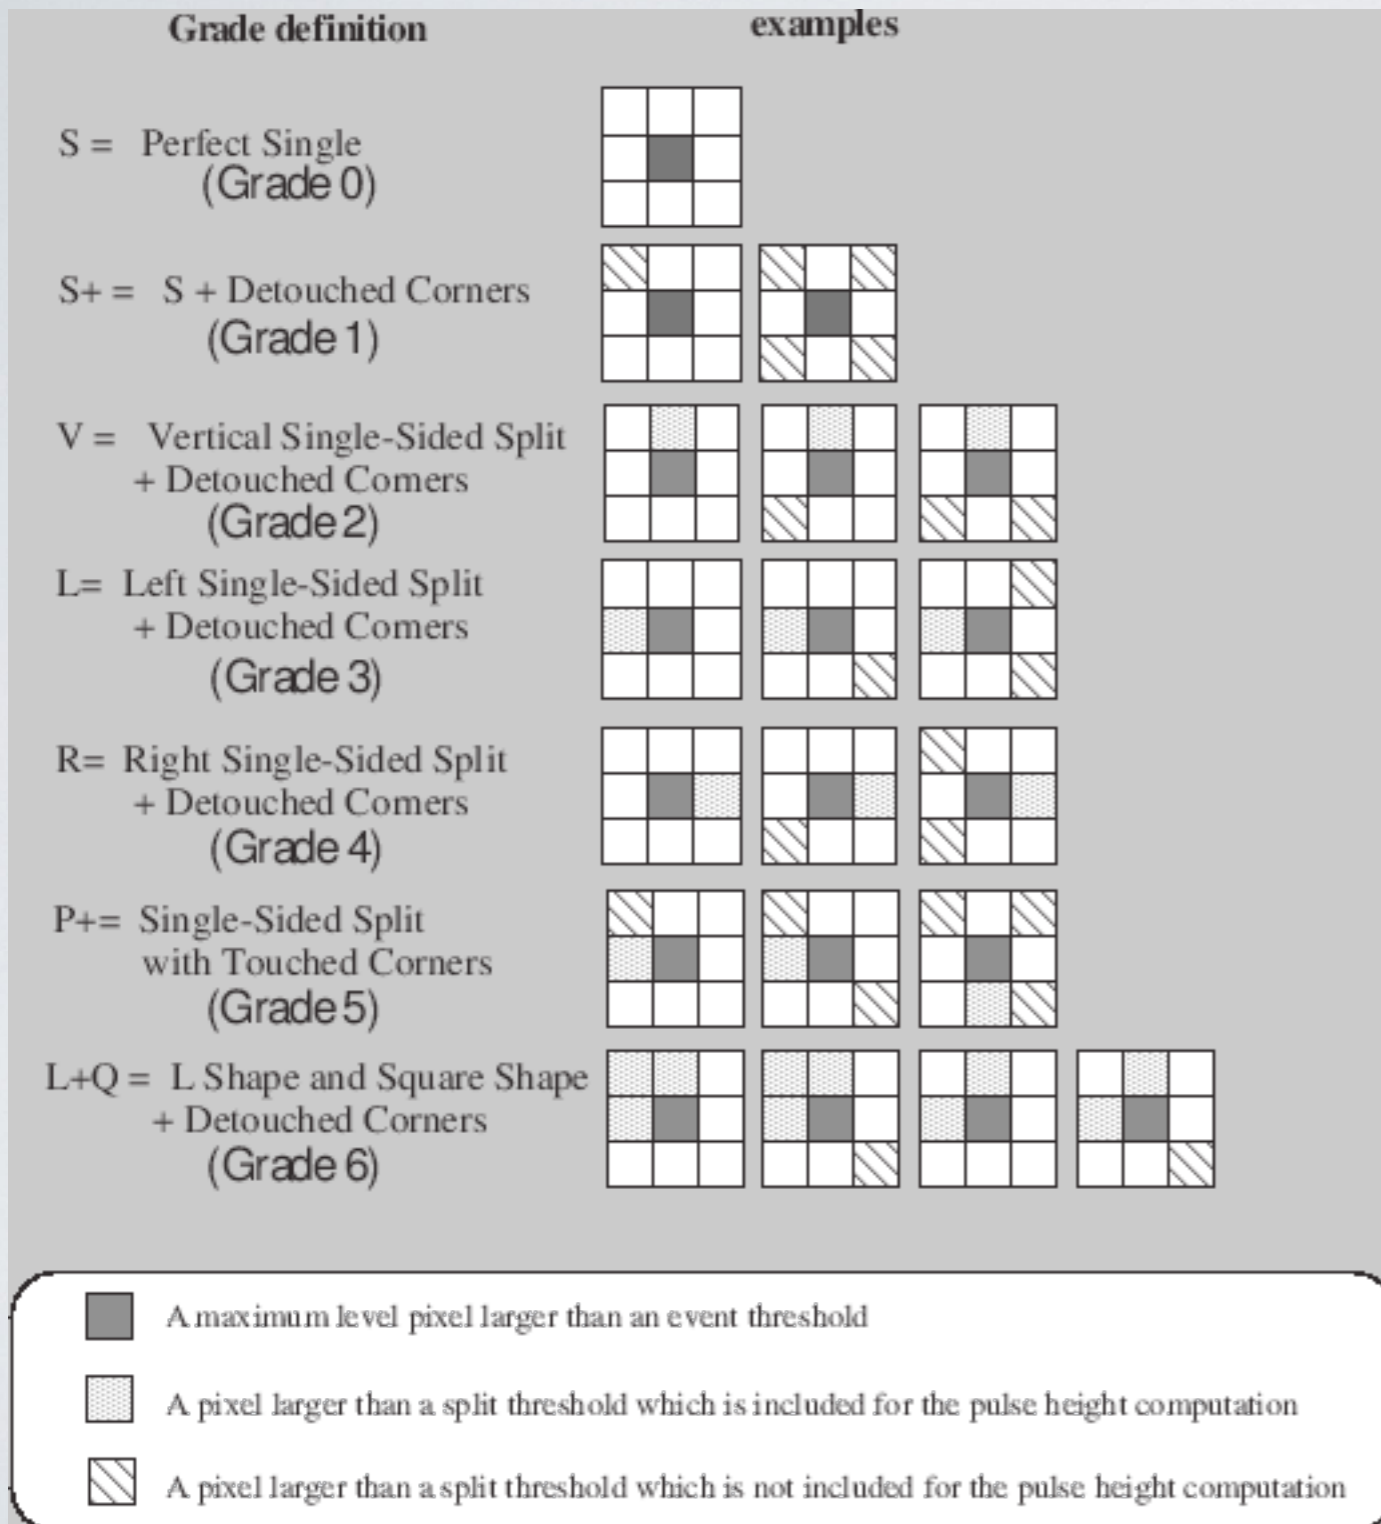 Grade definition
examples
S = Perfect Single
(Grade 0)
S+ = S + Detouched Corners
(Grade 1)
V = Vertical Single-Sided Split
+ Detouched Corners
(Grade 2)
L= Left Single-Sided Split
+ Detouched Corners
(Grade 3)
R= Right Single-Sided Split
+ Detouched Corners
(Grade 4)
P+= Single-Sided Split
with Touched Corners
(Grade 5)
L+Q = L Shape and Square Shape
+ Detouched Corners
(Grade 6)
A maximum level pixel larger than an event threshold
A pixel larger than a split threshold which is included for the pulse height computation
A pixel larger than a split threshold which is not included for the pulse height computation